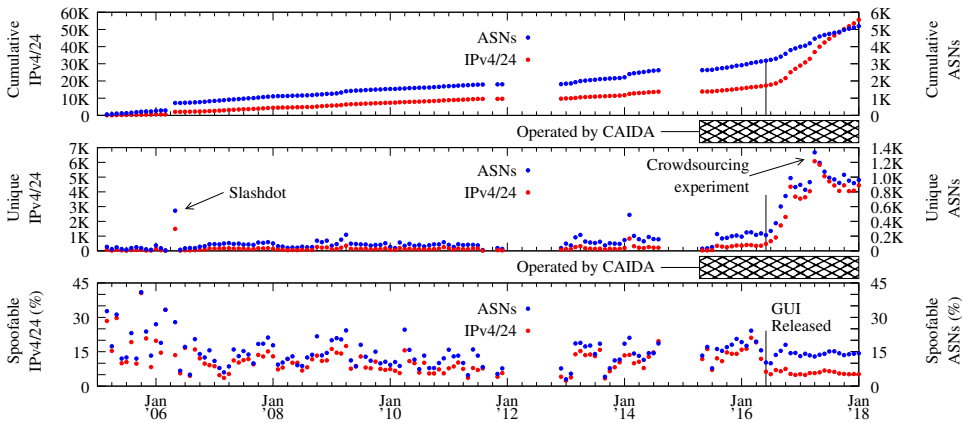 60K 6K
50K 5K
40K 4K
30K 3K
20K 2K
10K 1K
0 0
Cumulative
IPv4/24
ASNs
IPv4/24
Cumulative
ASNs
Operated by CAIDA
7K 1.4K
6K 1.2K
5K 1.0K
4K 0.8K
3K 0.6K
2K 0.4K
1K 0.2K
0 0
Unique
IPv4/24
ASNs
IPv4/24
Slashdot
Crowdsourcing
experiment
Unique
ASNs
Operated by CAIDA
45 45
30 30
15 15
0 0
Spoofable
IPv4/24 (%)
ASNs
IPv4/24
GUI
Released
Spoofable
ASNs (%)
Jan Jan Jan Jan Jan Jan Jan
'06 '08 '10 '12 '14 '16 '18